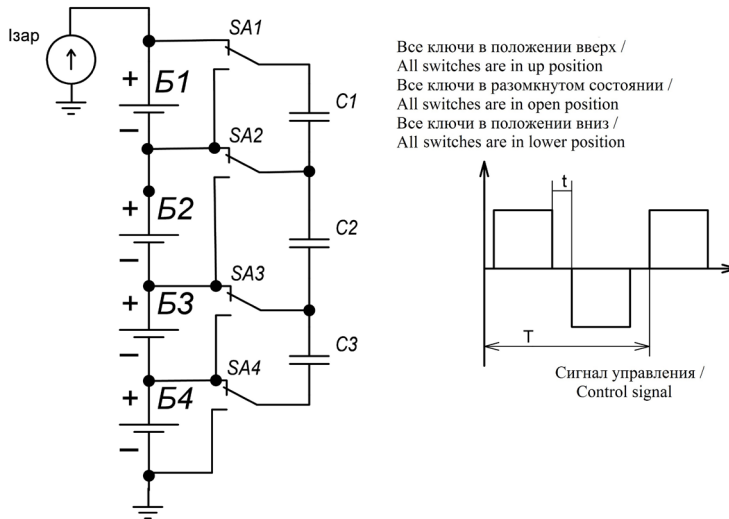 Iзар
SA1
+ Б1
−
C1
SA2
+ Б2
−
C2
SA3
+ Б3
−
C3
SA4
+ Б4
−
Все ключи в положении вверх /
All switches are in up position
Все ключи в разомкнутом состоянии /
All switches are in open position
Все ключи в положении вниз /
All switches are in lower position
t
T
Сигнал управления /
Control signal